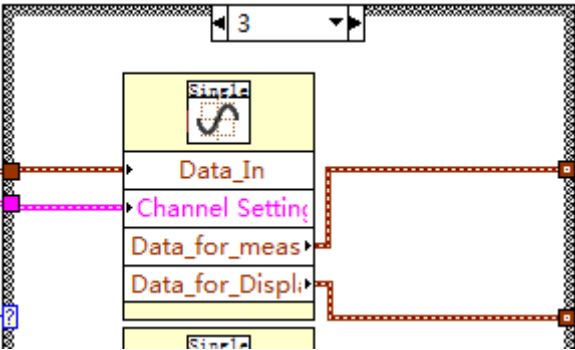 3
Single
Data_In
Channel Setting
Data_for_meas
Data_for_Displa
?
Single